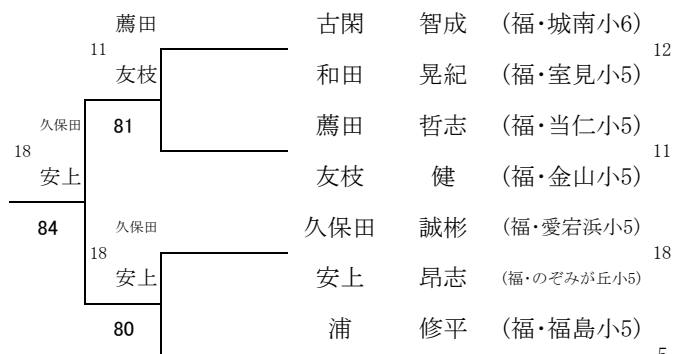 薦田 古閑 智成 (福・城南小6)
11 12
友枝 和田 晃紀 (福・室見小5)
久保田 81 薦田 哲志 (福・当仁小5)
18 11
安上 友枝 健 (福・金山小5)
84 久保田 久保田 誠彬 (福・愛宕浜小5)
18 18
安上 安上 昂志 (福・のぞみが丘小5)
80 浦 修平 (福・福島小5)